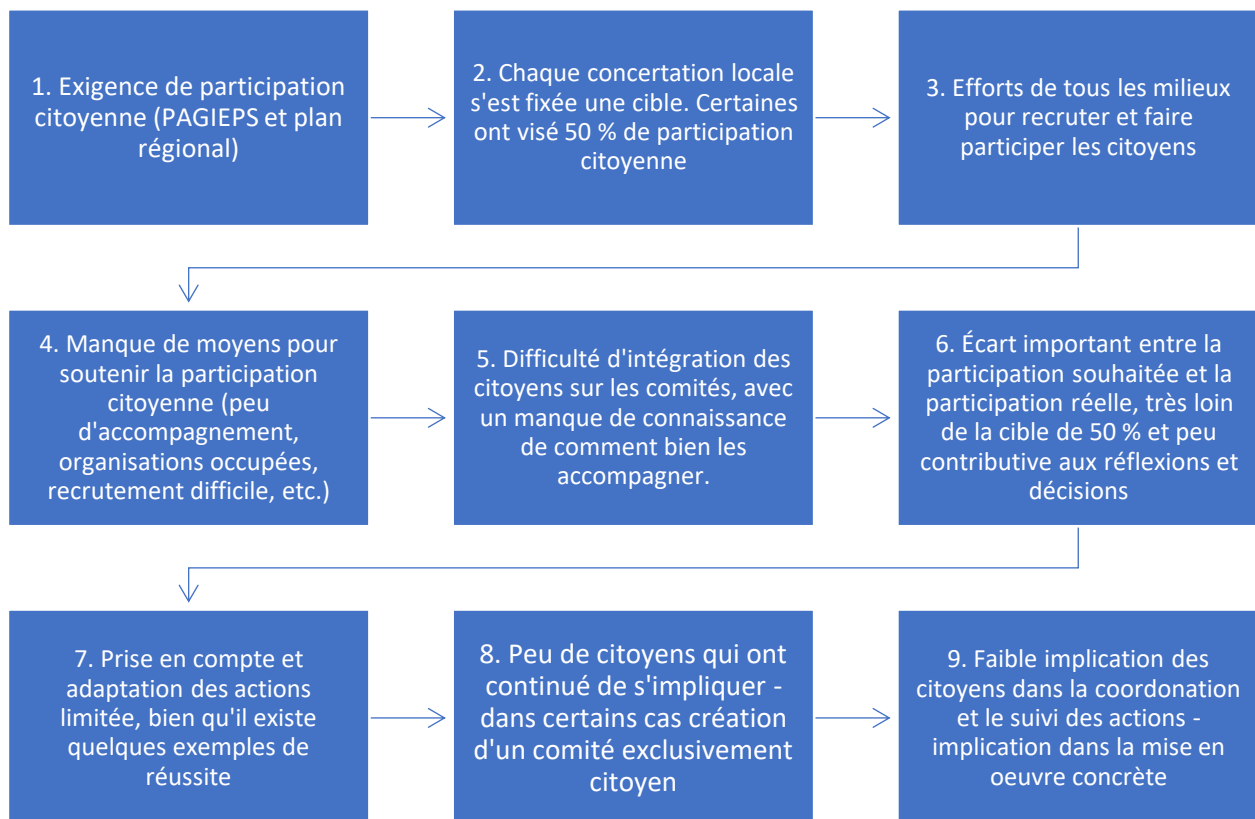 1. Exigence de participation
citoyenne (PAGIEPS et plan
régional)
2. Chaque concertation locale
s'est fixée une cible. Certaines
ont visé 50 % de participation
citoyenne
3. Efforts de tous les milieux
pour recruter et faire
participer les citoyens
4. Manque de moyens pour
soutenir la participation
citoyenne (peu
d'accompagnement,
organisations occupées,
recrutement difficile, etc.)
5. Difficulté d'intégration des
citoyens sur les comités, avec
un manque de connaissance
de comment bien les
accompagner.
6. Écart important entre la
participation souhaitée et la
participation réelle, très loin
de la cible de 50 % et peu
contributive aux réflexions et
décisions
7. Prise en compte et
adaptation des actions
limitée, bien qu'il existe
quelques exemples de
réussite
8. Peu de citoyens qui ont
continué de s'impliquer -
dans certains cas création
d'un comité exclusivement
citoyen
9. Faible implication des
citoyens dans la coordonation
et le suivi des actions -
implication dans la mise en
oeuvre concrète